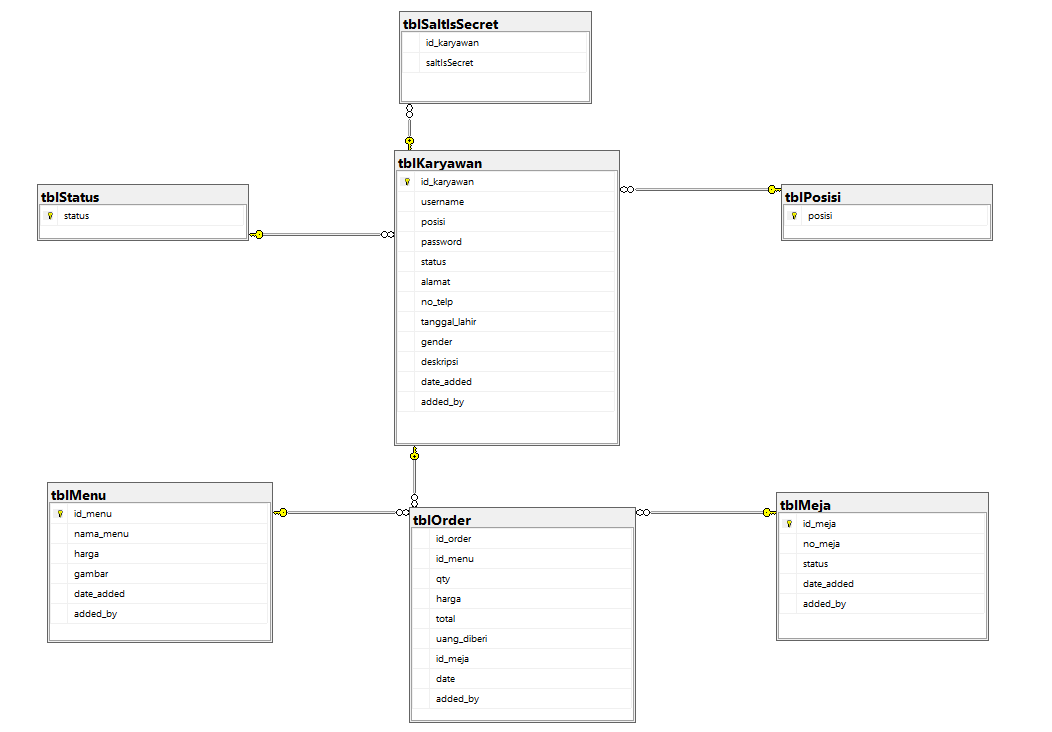 tblSaltIsSecret
id_karyawan
saltIsSecret
tblKaryawan
id_karyawan
username
posisi
password
status
alamat
no_telp
tanggal_lahir
gender
deskripsi
date_added
added_by
tblStatus
status
tblPosisi
posisi
tblMenu
id_menu
nama_menu
harga
gambar
date_added
added_by
tblOrder
id_order
id_menu
qty
harga
total
uang_diberi
id_meja
date
added_by
tblMeja
id_meja
no_meja
status
date_added
added_by